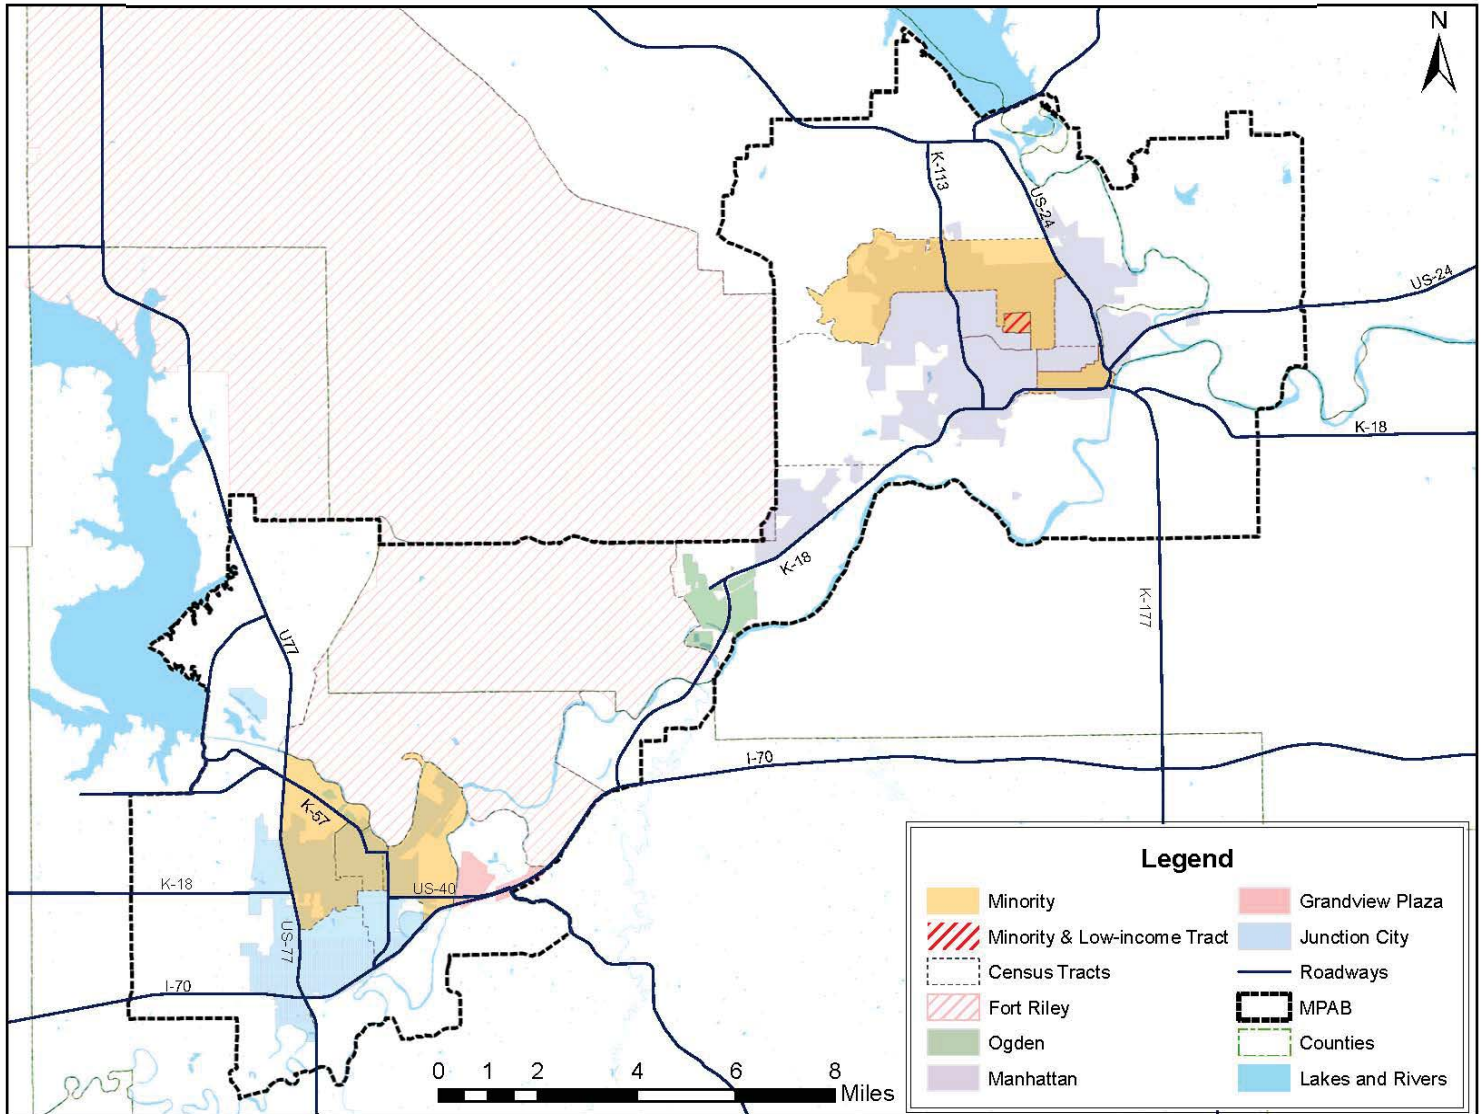 N
K-113
US-24
US-24
K-18
K-18
K-177
U77
I-70
K-57
K-18
US-40
US-77
I-70
0 1 2 4 6 8
Miles
Legend
Minority
Minority & Low-income Tract
Census Tracts
Fort Riley
Ogden
Manhattan
Grandview Plaza
Junction City
Roadways
MPAB
Counties
Lakes and Rivers